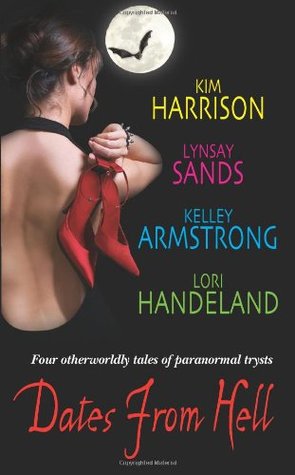 KIM
HARRISON
LYNSAY
SANDS
KELLEY
ARMSTRONG
LORI
HANDELAND
Four otherworldly tales of paranormal trysts
Dates From Hell